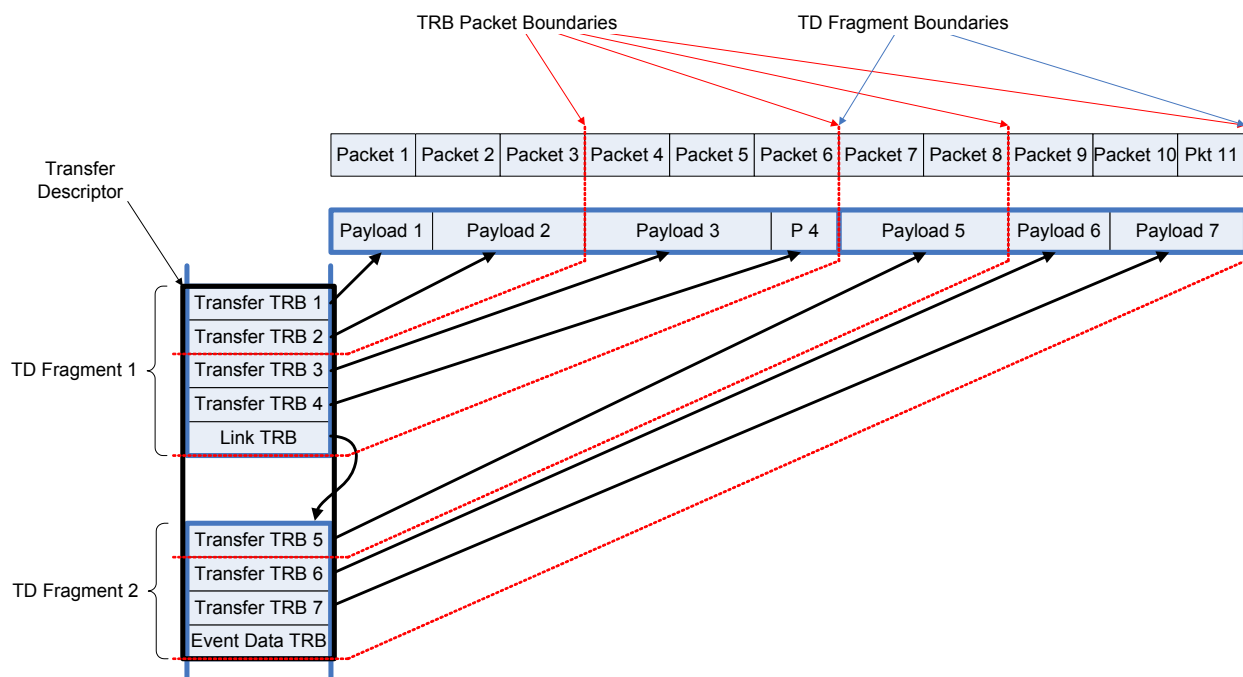 TRB Packet Boundaries
TD Fragment Boundaries
Packet 1
Packet 2
Packet 3
Packet 4
Packet 5
Packet 6
Packet 7
Packet 8
Packet 9
Packet 10
Pkt 11
Transfer
Descriptor
Payload 1
Payload 2
Payload 3
P 4
Payload 5
Payload 6
Payload 7
TD Fragment 1
Transfer TRB 1
Transfer TRB 2
Transfer TRB 3
Transfer TRB 4
Link TRB
TD Fragment 2
Transfer TRB 5
Transfer TRB 6
Transfer TRB 7
Event Data TRB